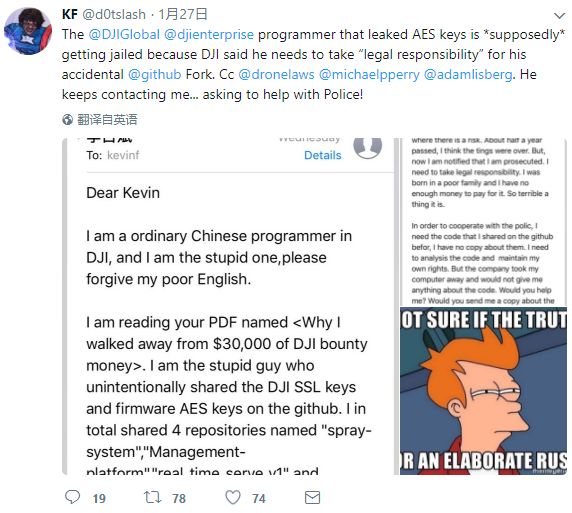 KF @d0tslash · 1月27日
The @DJIGlobal @djienterprise programmer that leaked AES keys is *supposedly*
getting jailed because DJI said he needs to take “legal responsibility” for his
accidental @github Fork. Cc @dronelaws @michaelpperry @adamlisberg. He
keeps contacting me... asking to help with Police!
翻译自英语
Wednesday
To: kevinf Details
Dear Kevin
I am a ordinary Chinese programmer in
DJI, and I am the stupid one,please
forgive my poor English.
I am reading your PDF named <Why I
walked away from $30,000 of DJI bounty
money>. I am the stupid guy who
unintentionally shared the DJI SSL keys
and firmware AES keys on the github. I in
total shared 4 repositories named "spray-
system","Management-
platform","real_time_serve_v1" and
where there is a risk. About half a year
passed, I think the tings were over. But,
now I am notified that I am prosecuted. I
need to take legal responsibility. I was
born in a poor family and I have no
enough money to pay for it. So terrible a
thing it is.
In order to cooperate with the polic, I
need the code that I shared on the github
befor, I have no copy about them. I need
to analysis the code and maintain my
own rights. But the company took my
computer away and would not give me
anything about the code. Would you help
me? Would you send me a copy about the
OT SURE IF THE TRUT
R AN ELABORATE RUS
19 78 74